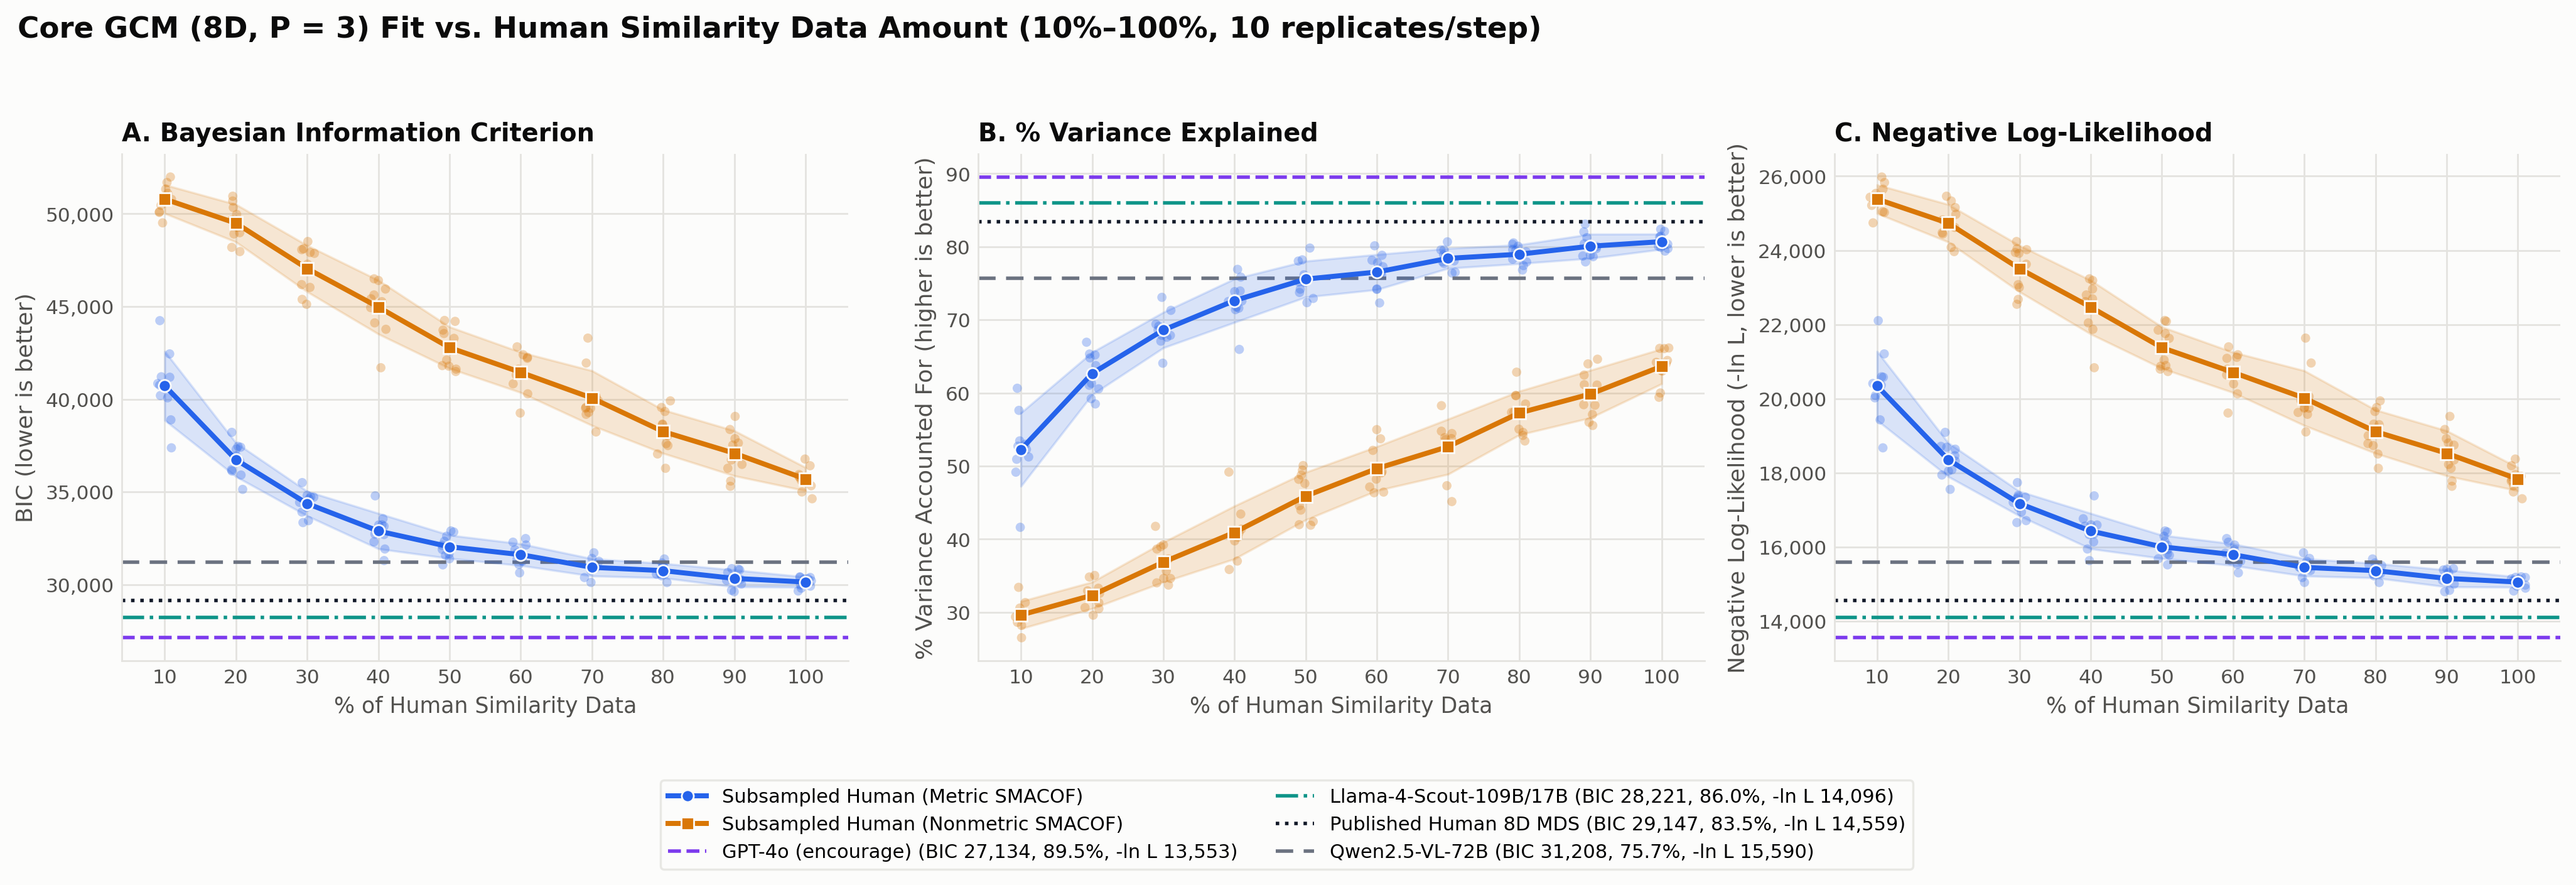 Core GCM (8D, P = 3) Fit vs. Human Similarity Data Amount (10%–100%, 10 replicates/step)
A. Bayesian Information Criterion
BIC (lower is better)
50,000
45,000
40,000
35,000
30,000
10 20 30 40 50 60 70 80 90 100
% of Human Similarity Data
B. % Variance Explained
% Variance Accounted For (higher is better)
90
80
70
60
50
40
30
10 20 30 40 50 60 70 80 90 100
% of Human Similarity Data
C. Negative Log-Likelihood
Negative Log-Likelihood (-ln L, lower is better)
26,000
24,000
22,000
20,000
18,000
16,000
14,000
10 20 30 40 50 60 70 80 90 100
% of Human Similarity Data
Subsampled Human (Metric SMACOF)
Subsampled Human (Nonmetric SMACOF)
GPT-4o (encourage) (BIC 27,134, 89.5%, -ln L 13,553)
Llama-4-Scout-109B/17B (BIC 28,221, 86.0%, -ln L 14,096)
Published Human 8D MDS (BIC 29,147, 83.5%, -ln L 14,559)
Qwen2.5-VL-72B (BIC 31,208, 75.7%, -ln L 15,590)